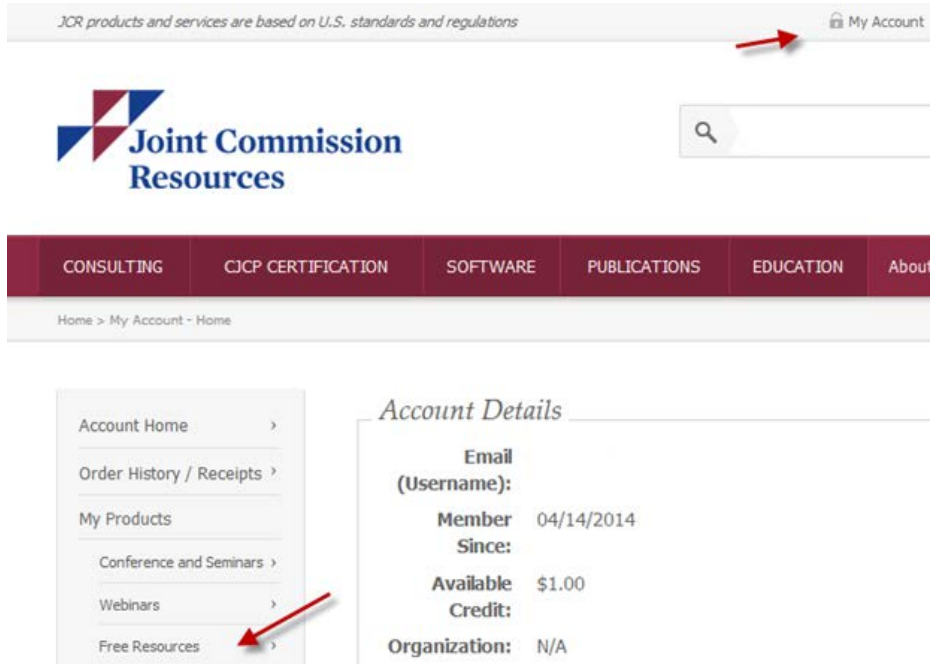 JCR products and services are based on U.S. standards and regulations
My Account
Joint Commission
Resources
CONSULTING
CJCP CERTIFICATION
SOFTWARE
PUBLICATIONS
EDUCATION
About
Home > My Account - Home
Account Home ›
Order History / Receipts ›
My Products
Conference and Seminars ›
Webinars ›
Free Resources ›
Account Details
Email
(Username):
Member 04/14/2014
Since:
Available $1.00
Credit:
Organization: N/A